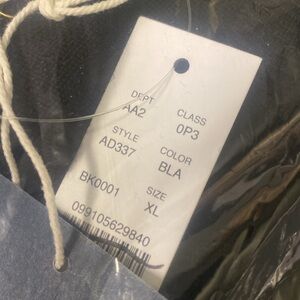 DEPT CLASS
AA2 0P3
STYLE COLOR
AD337 BLA
BK0001 SIZE
XL
099105629840